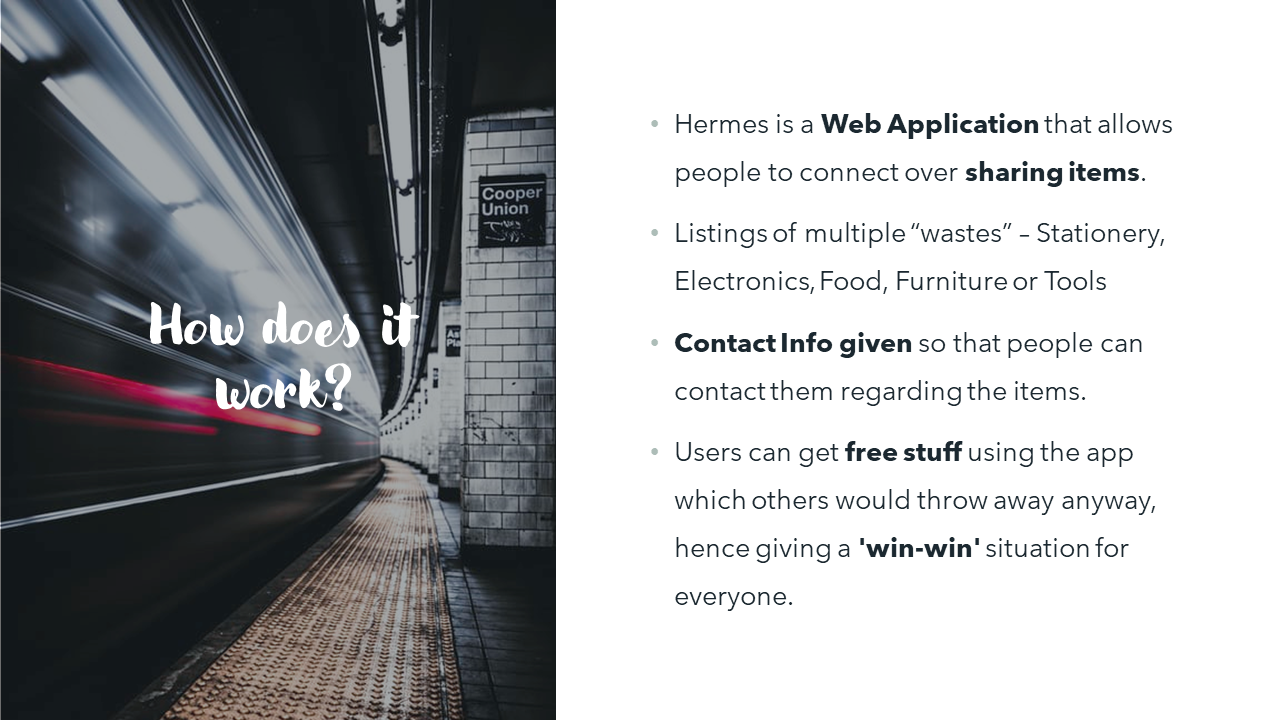 How does it
work?
Cooper
Union
Hermes is a Web Application that allows
people to connect over sharing items.
Listings of multiple “wastes” – Stationery,
Electronics, Food, Furniture or Tools
Contact Info given so that people can
contact them regarding the items.
Users can get free stuff using the app
which others would throw away anyway,
hence giving a 'win-win' situation for
everyone.